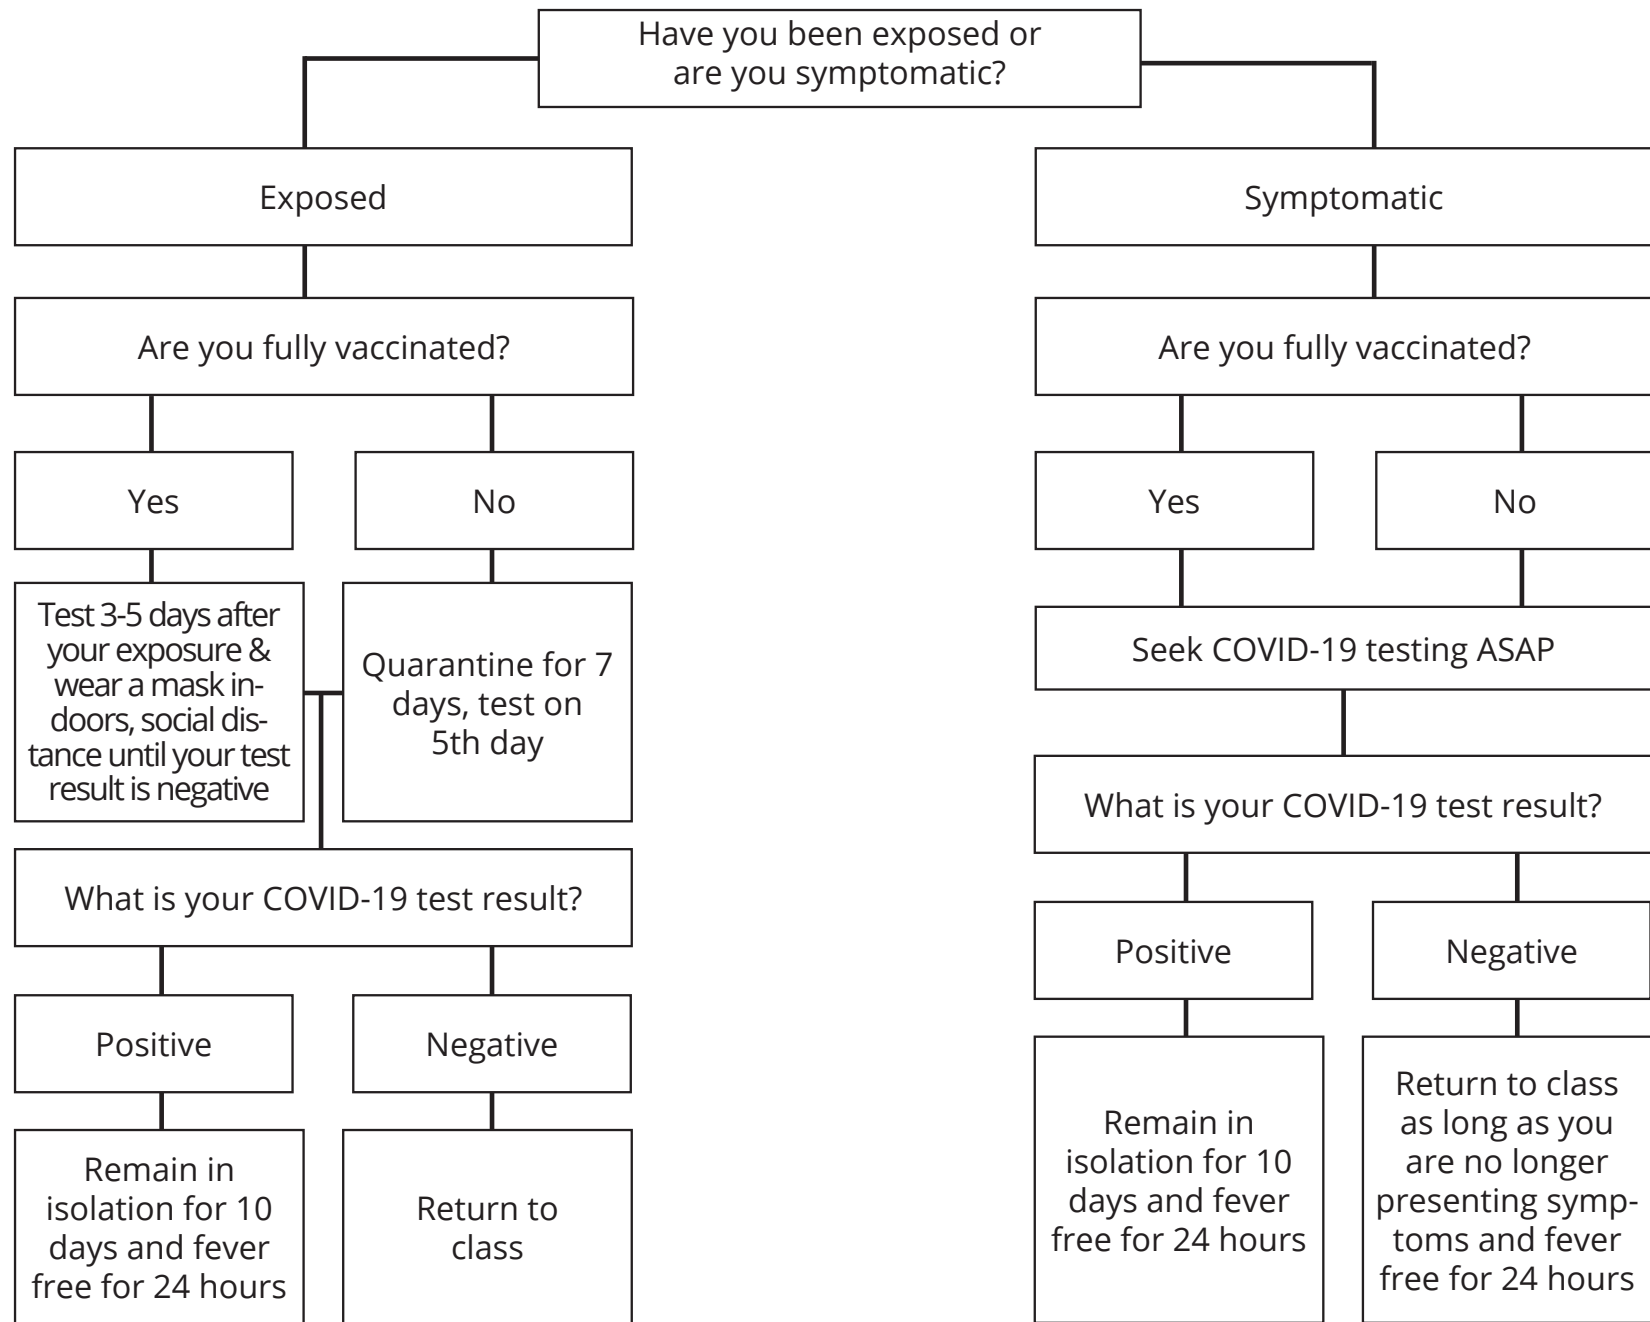 Have you been exposed or
are you symptomatic?
Exposed
Symptomatic
Are you fully vaccinated?
Are you fully vaccinated?
Yes
No
Yes
No
Test 3-5 days after
your exposure &
wear a mask in-
doors, social dis-
tance until your test
result is negative
Quarantine for 7
days, test on
5th day
Seek COVID-19 testing ASAP
What is your COVID-19 test result?
What is your COVID-19 test result?
Positive
Negative
Positive
Negative
Remain in
isolation for 10
days and fever
free for 24 hours
Return to
class
Remain in
isolation for 10
days and fever
free for 24 hours
Return to class
as long as you
are no longer
presenting symp-
toms and fever
free for 24 hours